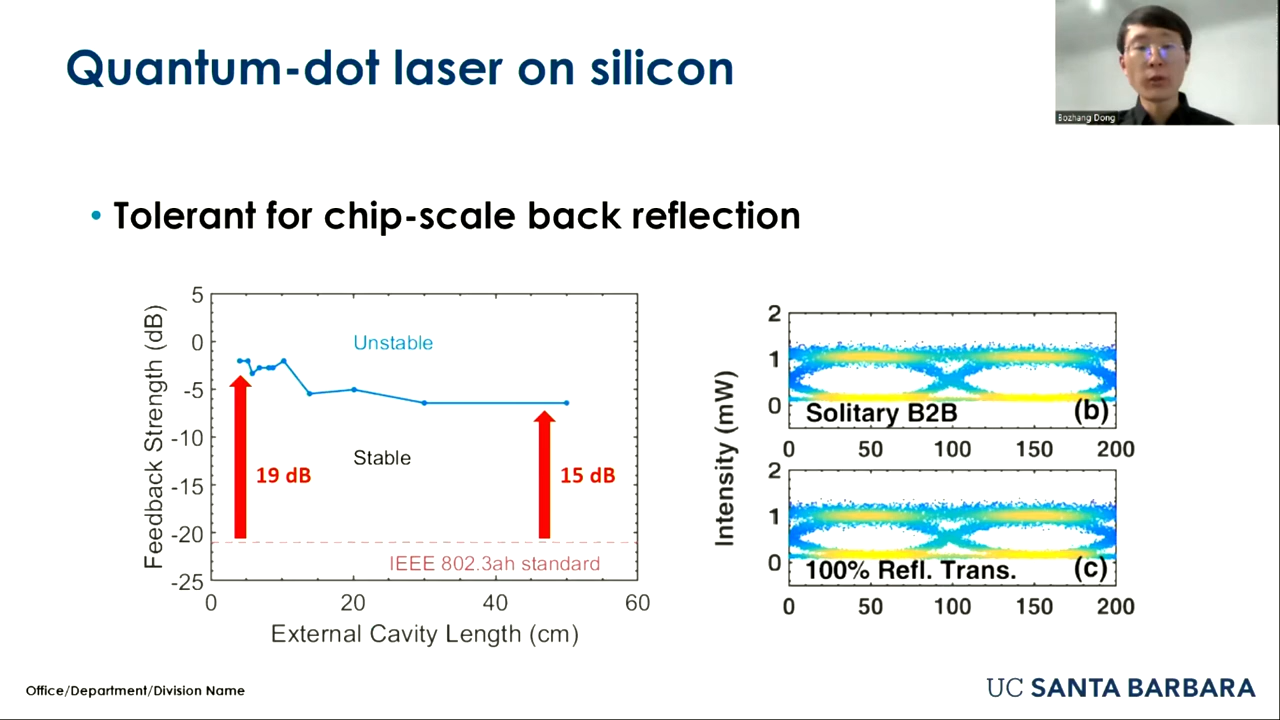 Quantum-dot laser on silicon
Bozhang Dong
• Tolerant for chip-scale back reflection
Feedback Strength (dB)
5
0
-5
-10
-15
-20
-25
Unstable
Stable
19 dB
15 dB
IEEE 802.3ah standard
0 20 40 60
External Cavity Length (cm)
Intensity (mW)
2
1
0
Solitary B2B (b)
0 50 100 150 200
2
1
0
100% Refl. Trans. (c)
0 50 100 150 200
Office/Department/Division Name
UC SANTA BARBARA